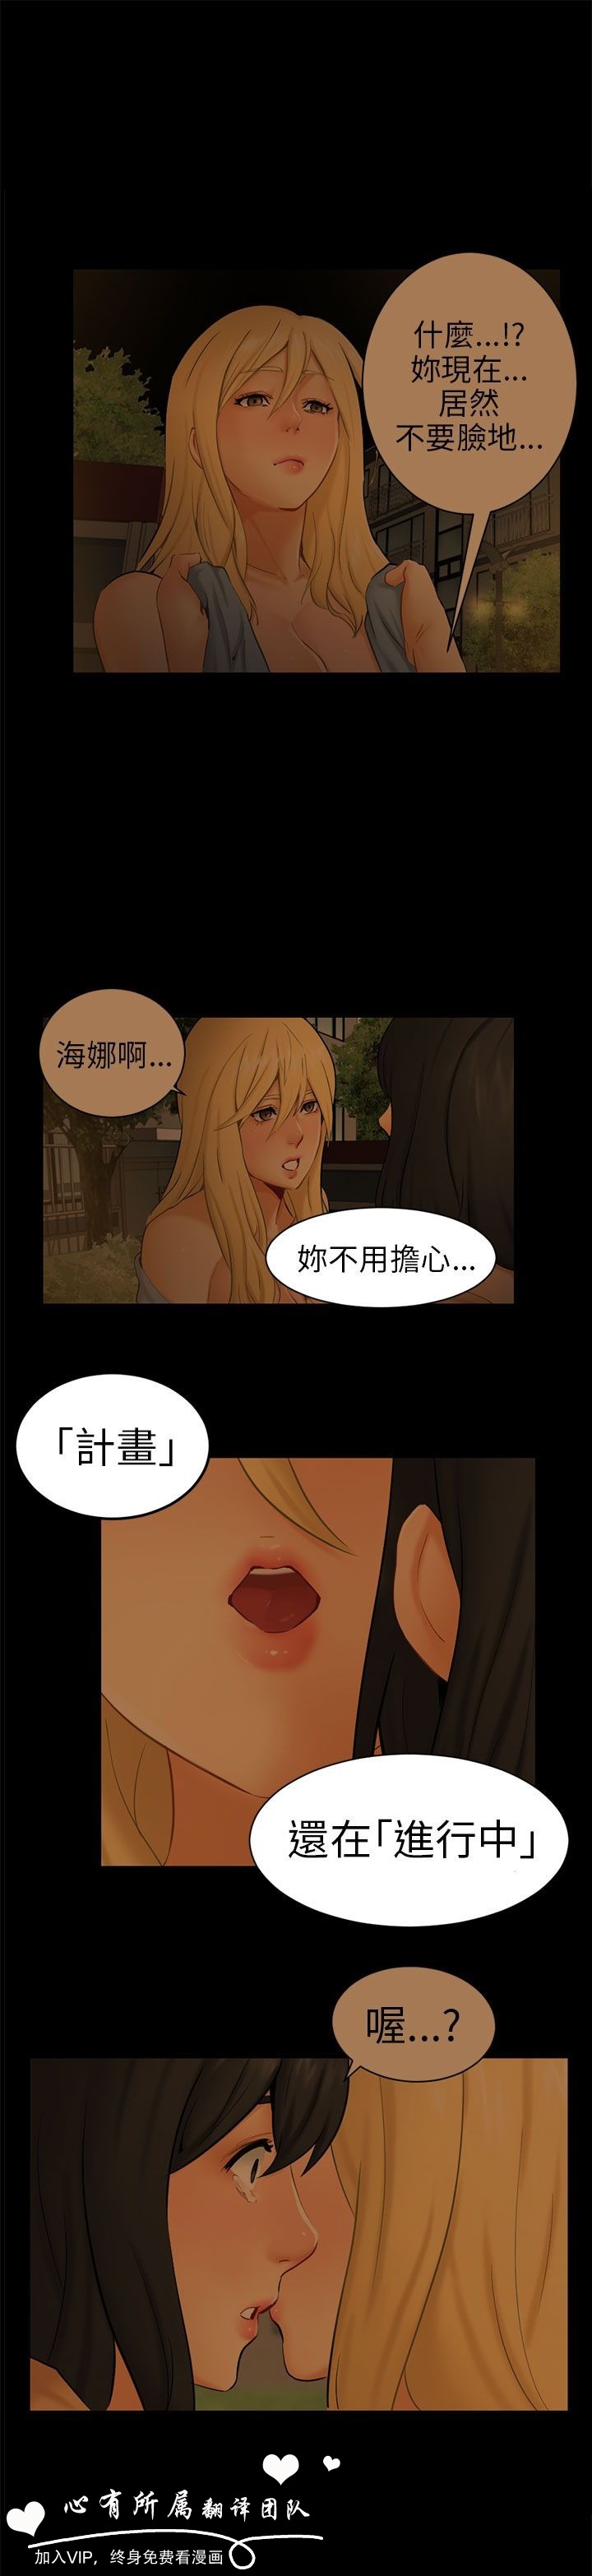 什麼...!?
妳現在...
居然
不要臉地...
海娜啊...
妳不用擔心...
「計畫」
還在「進行中」
喔...?
心有所属翻译团队
加入VIP，终身免费看漫画